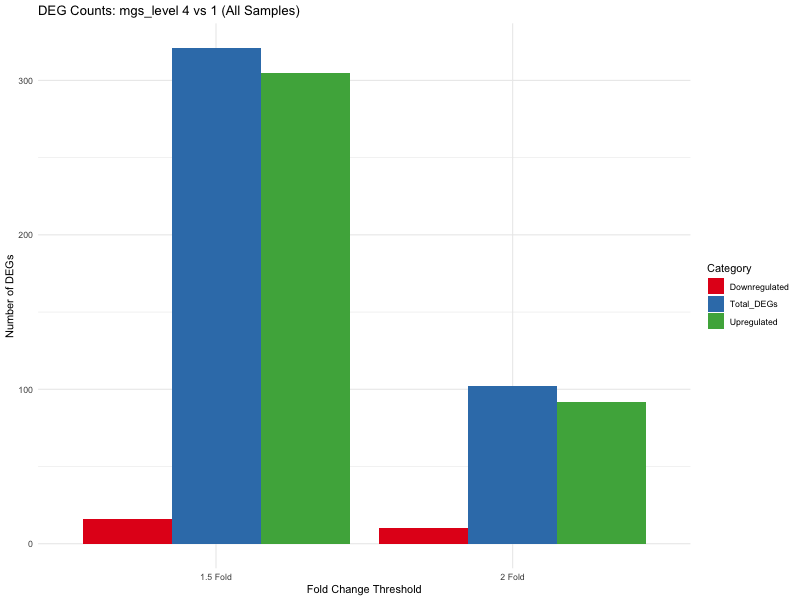 DEG Counts: mgs_level 4 vs 1 (All Samples)
Number of DEGs
300
200
100
0
1.5 Fold
2 Fold
Fold Change Threshold
Category
Downregulated
Total_DEGs
Upregulated